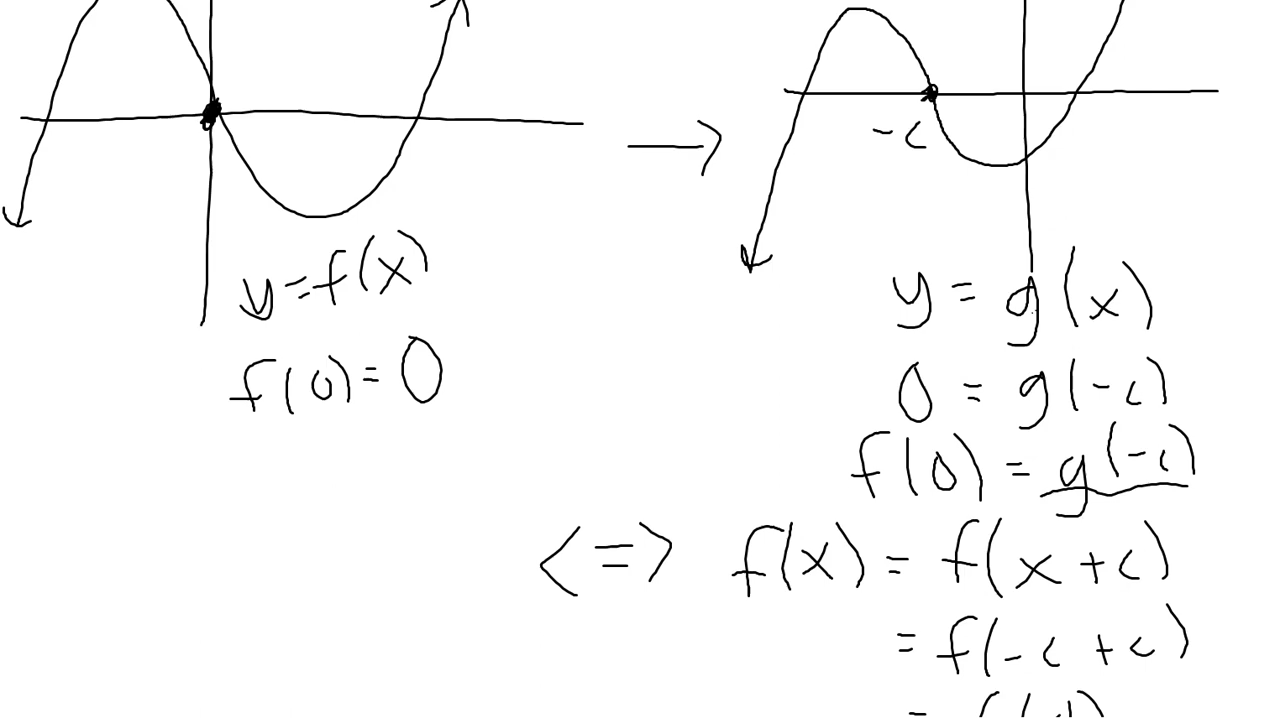 -c
y=f(x)
f(0)=0
y = g(x)
0 = g(-c)
f(0) = g(-c)
<=> f(x) = f(x+c)
= f(-c+c)